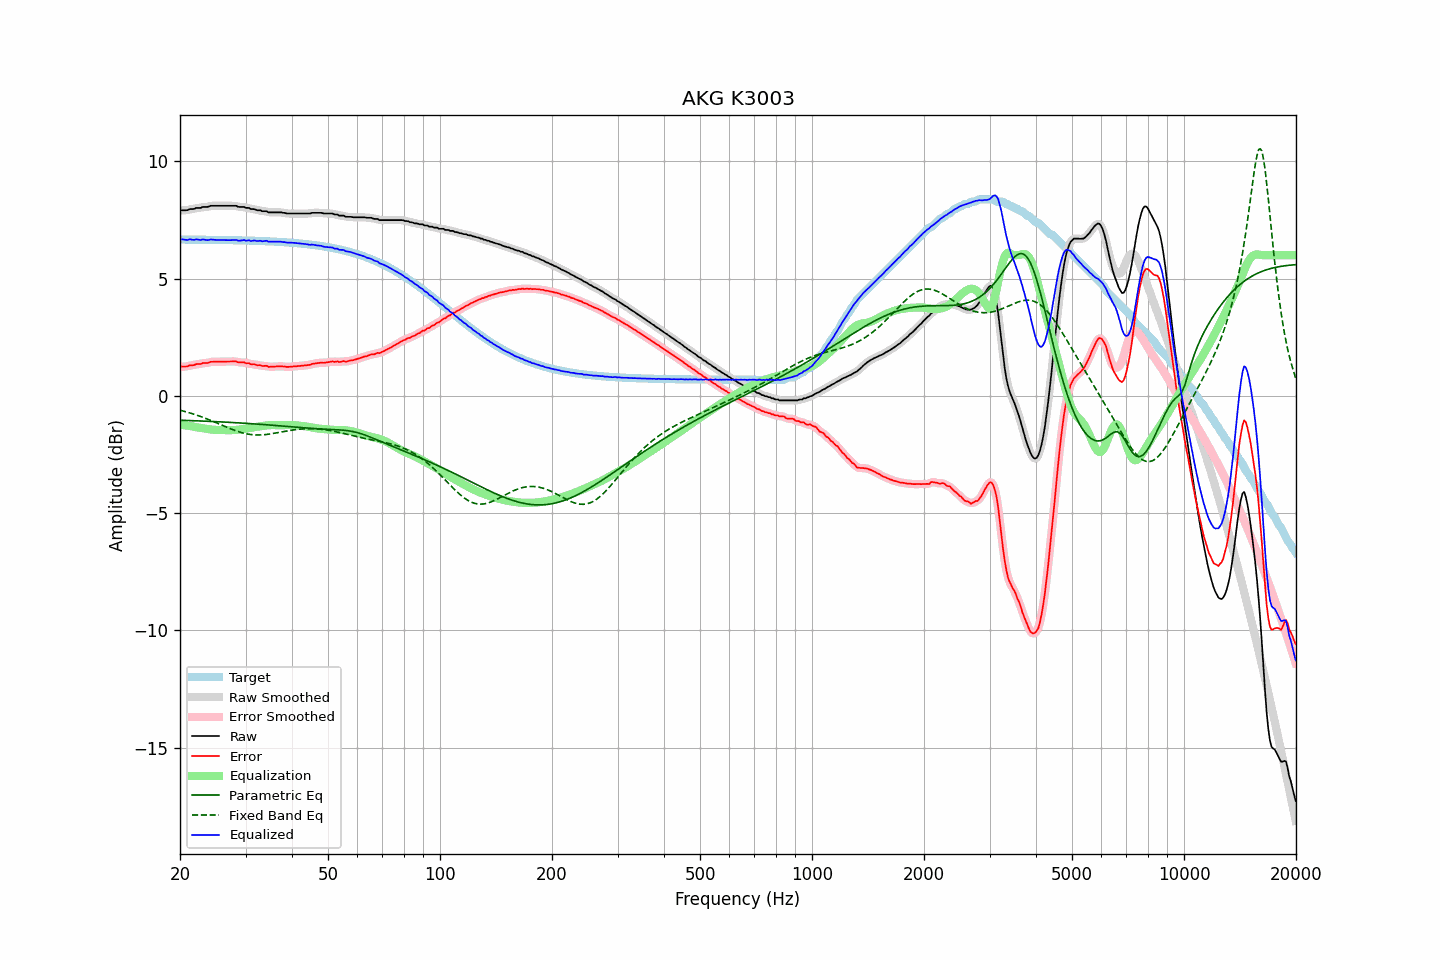 AKG K3003
Amplitude (dBr)
10
5
0
−5
−10
−15
Target
Raw Smoothed
Error Smoothed
Raw
Error
Equalization
Parametric Eq
Fixed Band Eq
Equalized
20 50 100 200 500 1000 2000 5000 10000 20000
Frequency (Hz)